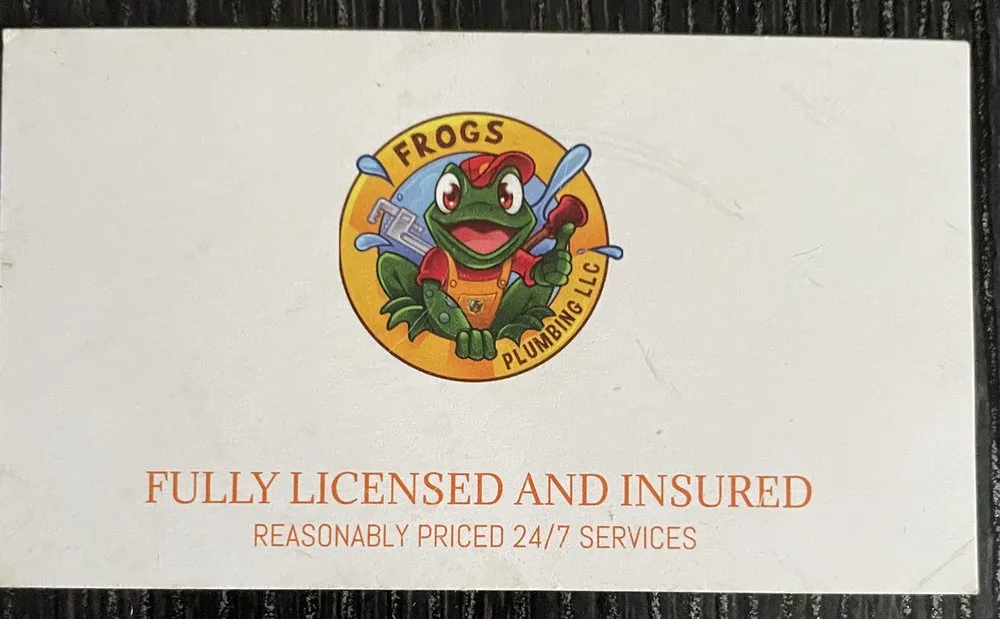 FROGS
PLUMBING LLC
FULLY LICENSED AND INSURED
REASONABLY PRICED 24/7 SERVICES